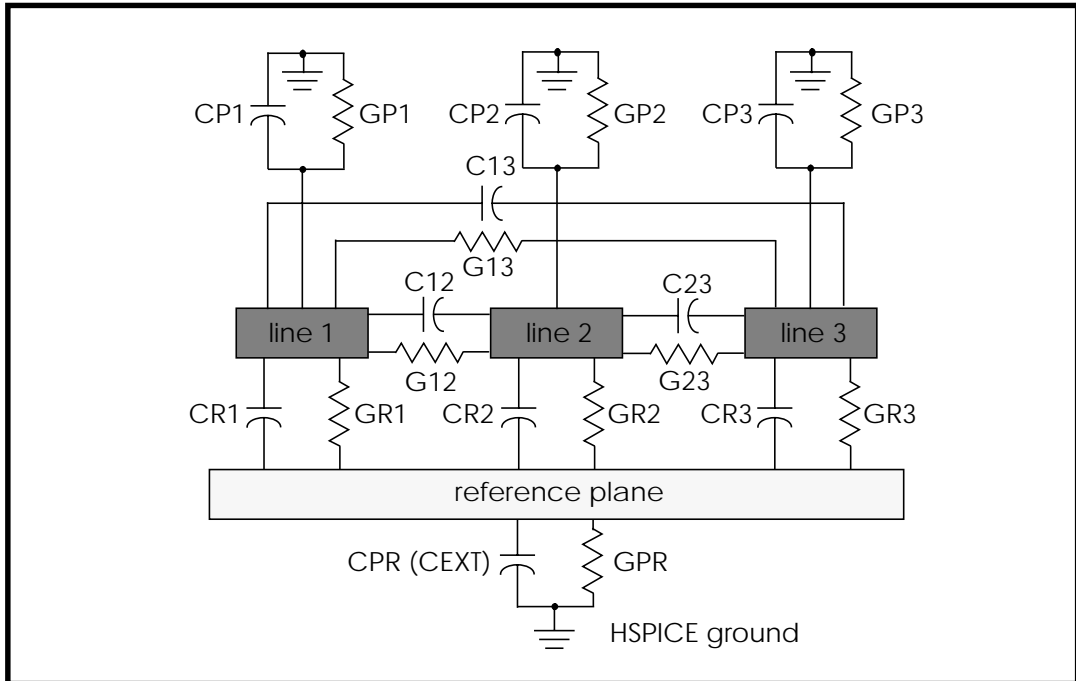 CP1
GP1
CP2
GP2
CP3
GP3
C13
G13
C12
C23
line 1
line 2
line 3
G12
G23
CR1
GR1
CR2
GR2
CR3
GR3
reference plane
CPR (CEXT)
GPR
HSPICE ground